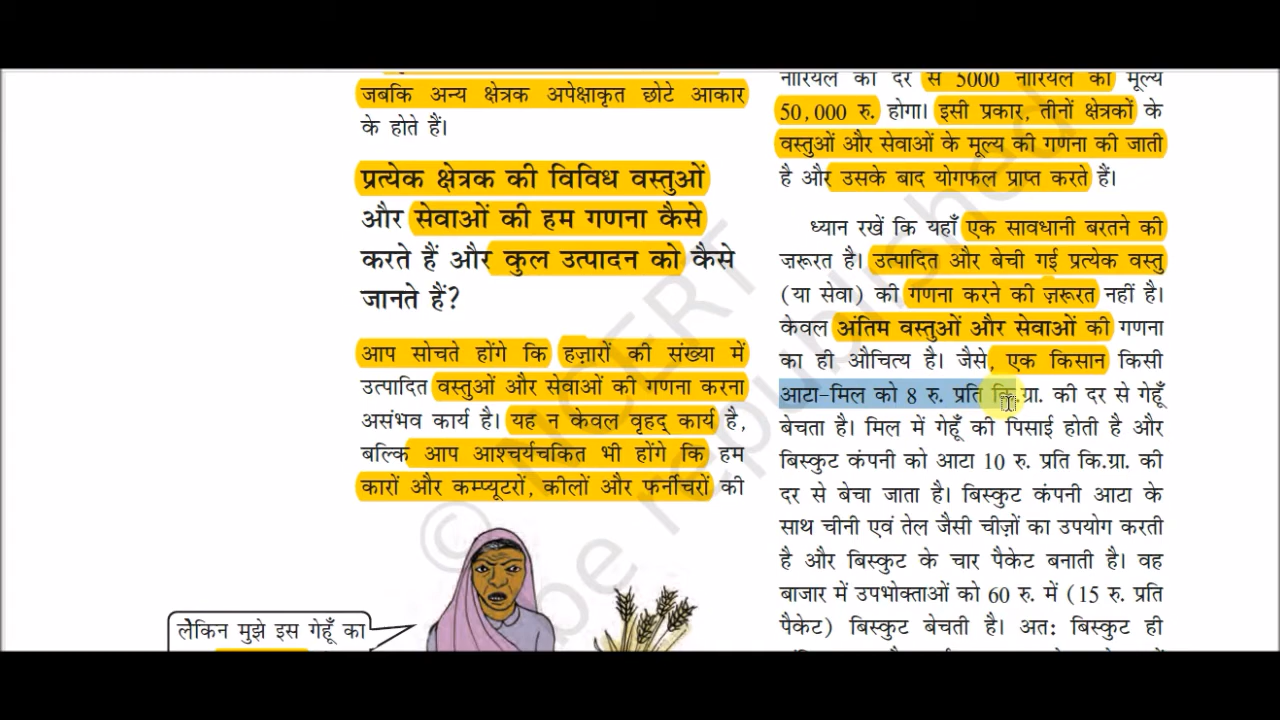 जबकि अन्य क्षेत्रक अपेक्षाकृत छोटे आकार
के होते हैं।
प्रत्येक क्षेत्रक की विविध वस्तुओं
और सेवाओं की हम गणना कैसे
करते हैं और कुल उत्पादन को कैसे
जानते हैं?
आप सोचते होंगे कि हज़ारों की संख्या में
उत्पादित वस्तुओं और सेवाओं की गणना करना
असंभव कार्य है। यह न केवल वृहद् कार्य है,
बल्कि आप आश्चर्यचकित भी होंगे कि हम
कारों और कम्प्यूटरों, कीलों और फर्नीचरों की
लेकिन मुझे इस गेहूँ का
नारियल की दर से 5000 नारियल का मूल्य
50,000 रु. होगा। इसी प्रकार, तीनों क्षेत्रकों के
वस्तुओं और सेवाओं के मूल्य की गणना की जाती
है और उसके बाद योगफल प्राप्त करते हैं।
ध्यान रखें कि यहाँ एक सावधानी बरतने की
ज़रूरत है। उत्पादित और बेची गई प्रत्येक वस्तु
(या सेवा) की गणना करने की ज़रूरत नहीं है।
केवल अंतिम वस्तुओं और सेवाओं की गणना
का ही औचित्य है। जैसे, एक किसान किसी
आटा-मिल को 8 रु. प्रति कि.ग्रा. की दर से गेहूँ
बेचता है। मिल में गेहूँ की पिसाई होती है और
बिस्कुट कंपनी को आटा 10 रु. प्रति कि.ग्रा. की
दर से बेचा जाता है। बिस्कुट कंपनी आटा के
साथ चीनी एवं तेल जैसी चीज़ों का उपयोग करती
है और बिस्कुट के चार पैकेट बनाती है। वह
बाजार में उपभोक्ताओं को 60 रु. में (15 रु. प्रति
पैकेट) बिस्कुट बेचती है। अत: बिस्कुट ही
© NCERT
be republished